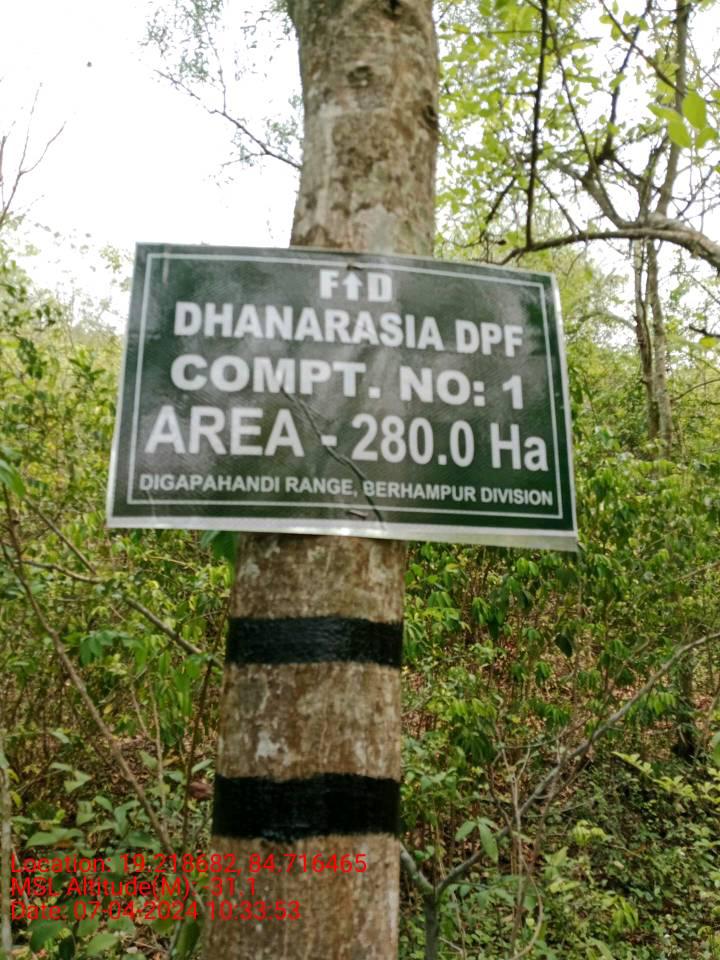 F↑D
DHANARASIA DPF
COMPT. NO: 1
AREA - 280.0 Ha
DIGAPAHANDI RANGE, BERHAMPUR DIVISION
Location: 19.218682, 84.716465
MSL Altitude(M): -31.1
Date: 07-04-2024 10:33:53